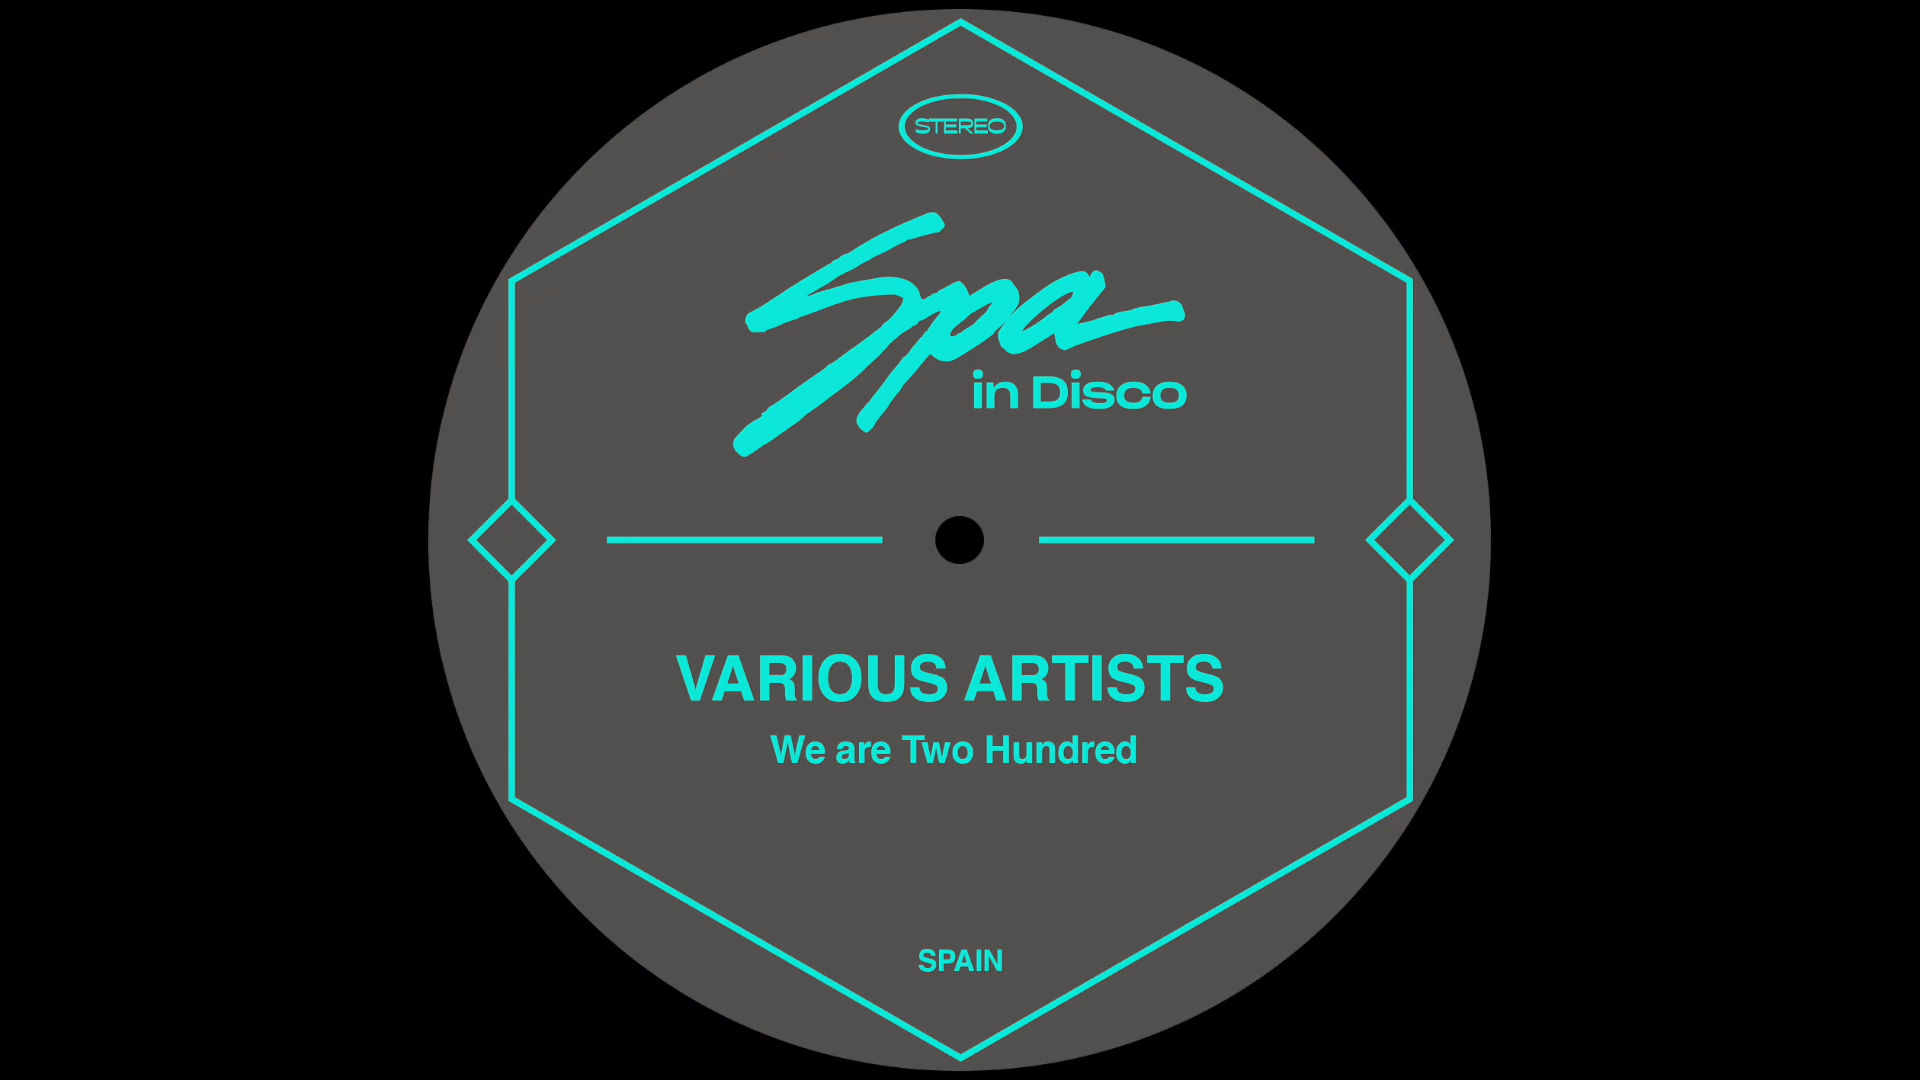 STEREO
Spa
in Disco
VARIOUS ARTISTS
We are Two Hundred
SPAIN